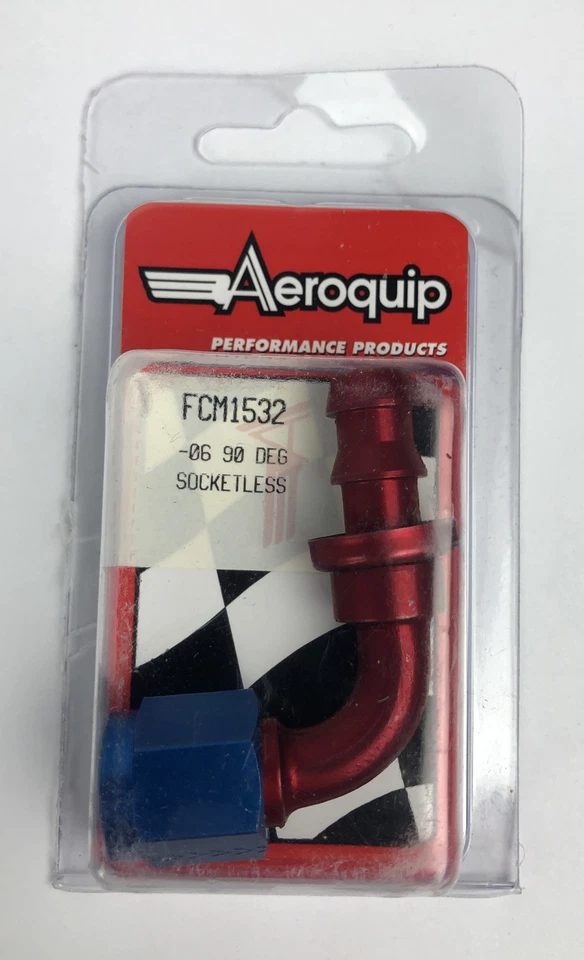 Aeroquip
PERFORMANCE PRODUCTS
FCM1532
-06 90 DEG
SOCKETLESS